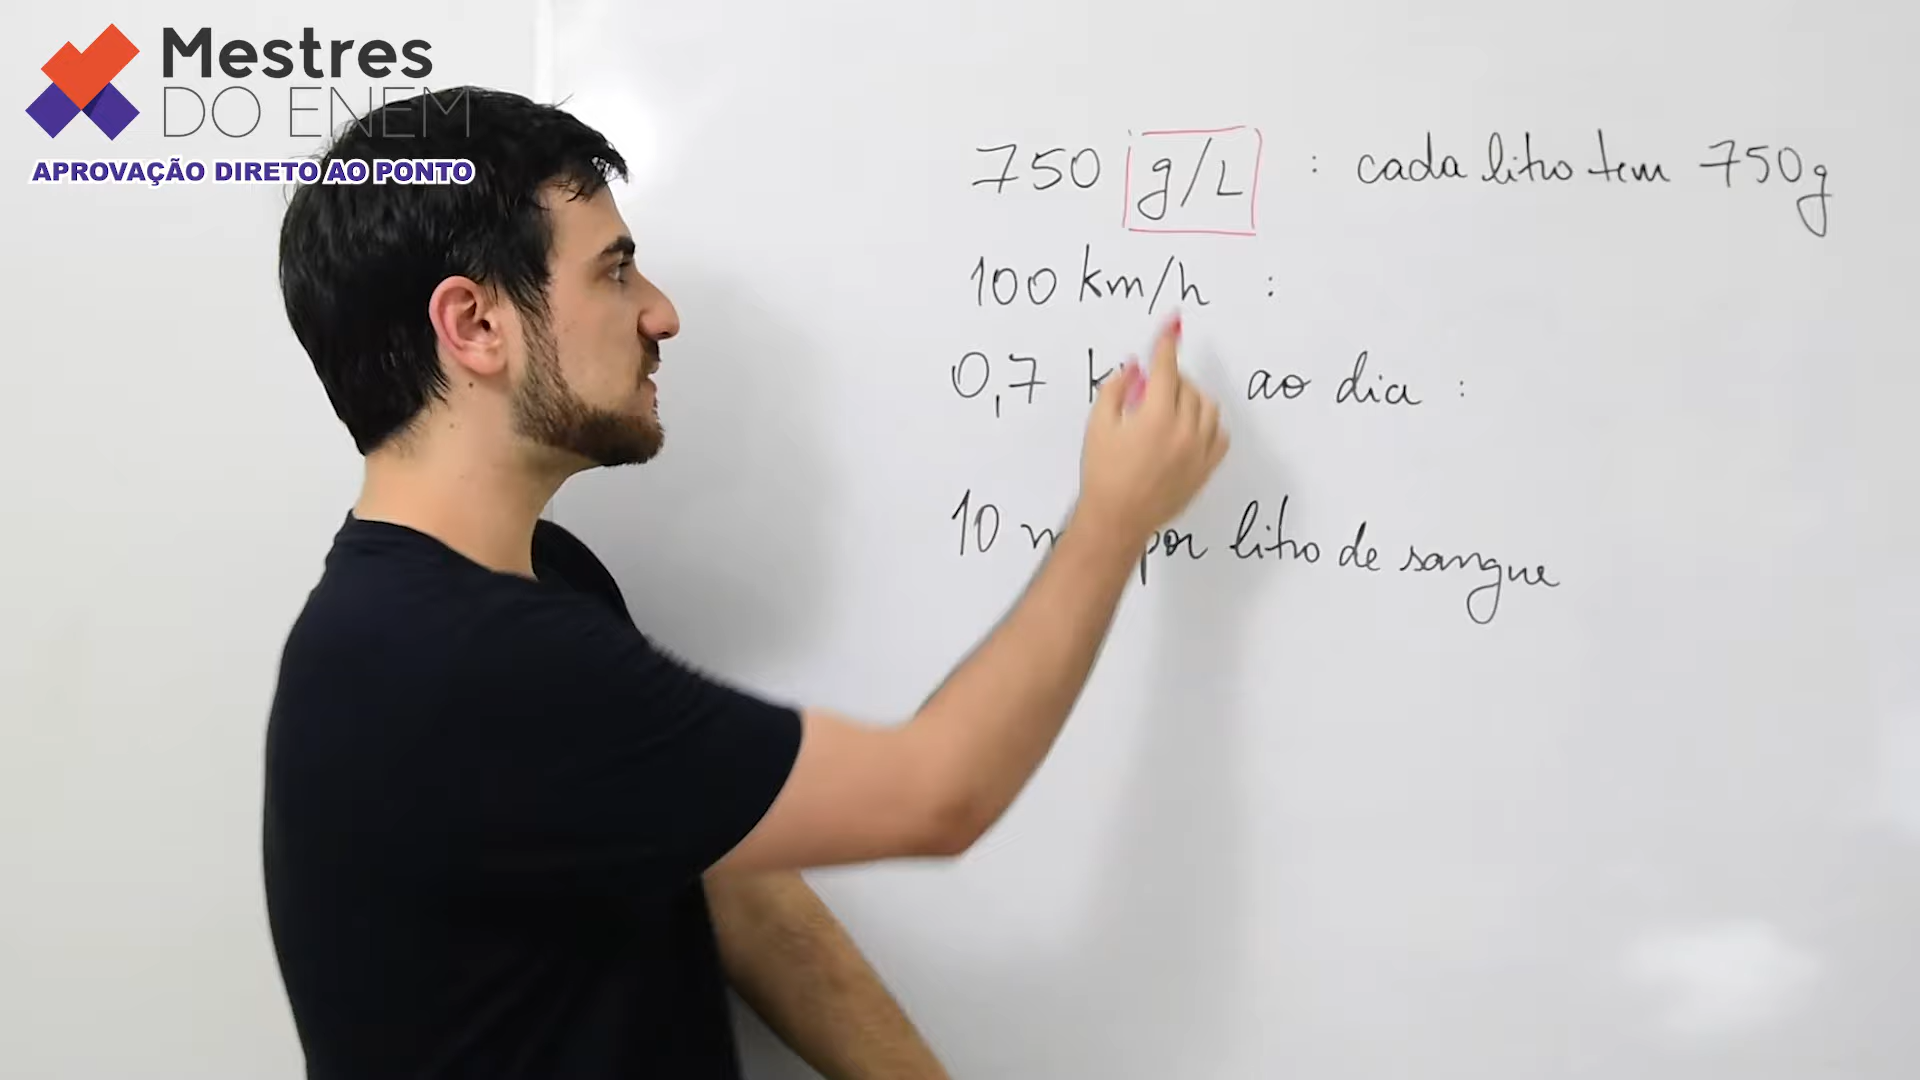 Mestres
DO ENEM
APROVAÇÃO DIRETO AO PONTO
750 g/L : cada litro tem 750g
100 km/h :
0,7 ao dia :
10 por litro de sangue